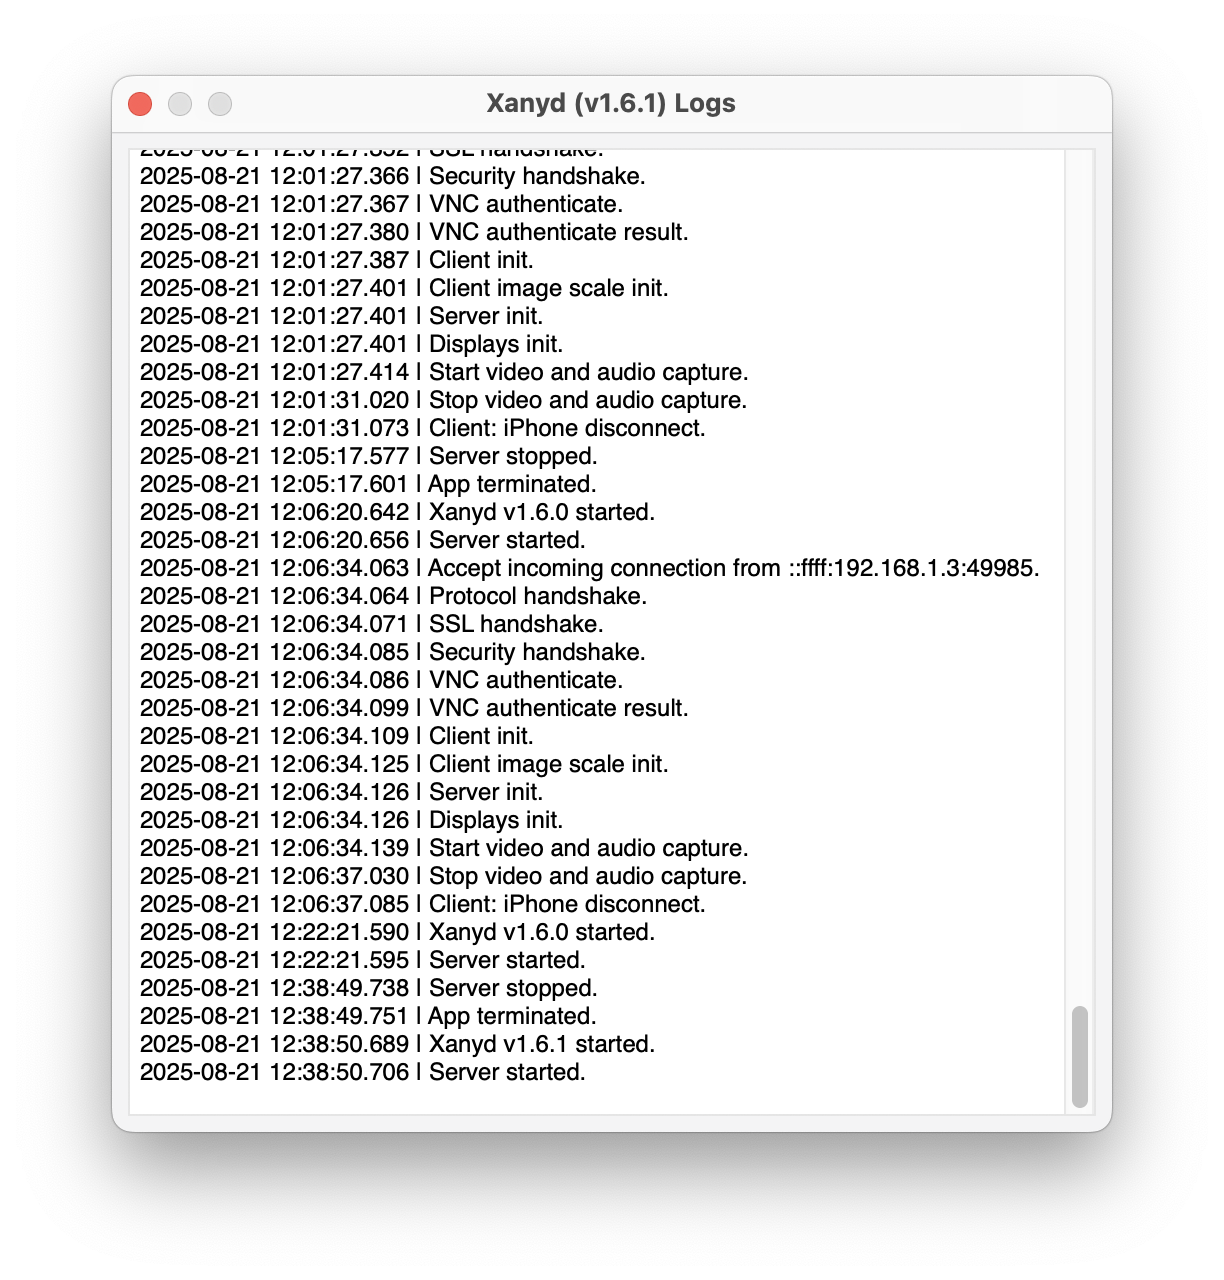 Xanyd (v1.6.1) Logs
2025-08-21 12:01:27.352 | SSL handshake.
2025-08-21 12:01:27.366 | Security handshake.
2025-08-21 12:01:27.367 | VNC authenticate.
2025-08-21 12:01:27.380 | VNC authenticate result.
2025-08-21 12:01:27.387 | Client init.
2025-08-21 12:01:27.401 | Client image scale init.
2025-08-21 12:01:27.401 | Server init.
2025-08-21 12:01:27.401 | Displays init.
2025-08-21 12:01:27.414 | Start video and audio capture.
2025-08-21 12:01:31.020 | Stop video and audio capture.
2025-08-21 12:01:31.073 | Client: iPhone disconnect.
2025-08-21 12:05:17.577 | Server stopped.
2025-08-21 12:05:17.601 | App terminated.
2025-08-21 12:06:20.642 | Xanyd v1.6.0 started.
2025-08-21 12:06:20.656 | Server started.
2025-08-21 12:06:34.063 | Accept incoming connection from ::ffff:192.168.1.3:49985.
2025-08-21 12:06:34.064 | Protocol handshake.
2025-08-21 12:06:34.071 | SSL handshake.
2025-08-21 12:06:34.085 | Security handshake.
2025-08-21 12:06:34.086 | VNC authenticate.
2025-08-21 12:06:34.099 | VNC authenticate result.
2025-08-21 12:06:34.109 | Client init.
2025-08-21 12:06:34.125 | Client image scale init.
2025-08-21 12:06:34.126 | Server init.
2025-08-21 12:06:34.126 | Displays init.
2025-08-21 12:06:34.139 | Start video and audio capture.
2025-08-21 12:06:37.030 | Stop video and audio capture.
2025-08-21 12:06:37.085 | Client: iPhone disconnect.
2025-08-21 12:22:21.590 | Xanyd v1.6.0 started.
2025-08-21 12:22:21.595 | Server started.
2025-08-21 12:38:49.738 | Server stopped.
2025-08-21 12:38:49.751 | App terminated.
2025-08-21 12:38:50.689 | Xanyd v1.6.1 started.
2025-08-21 12:38:50.706 | Server started.